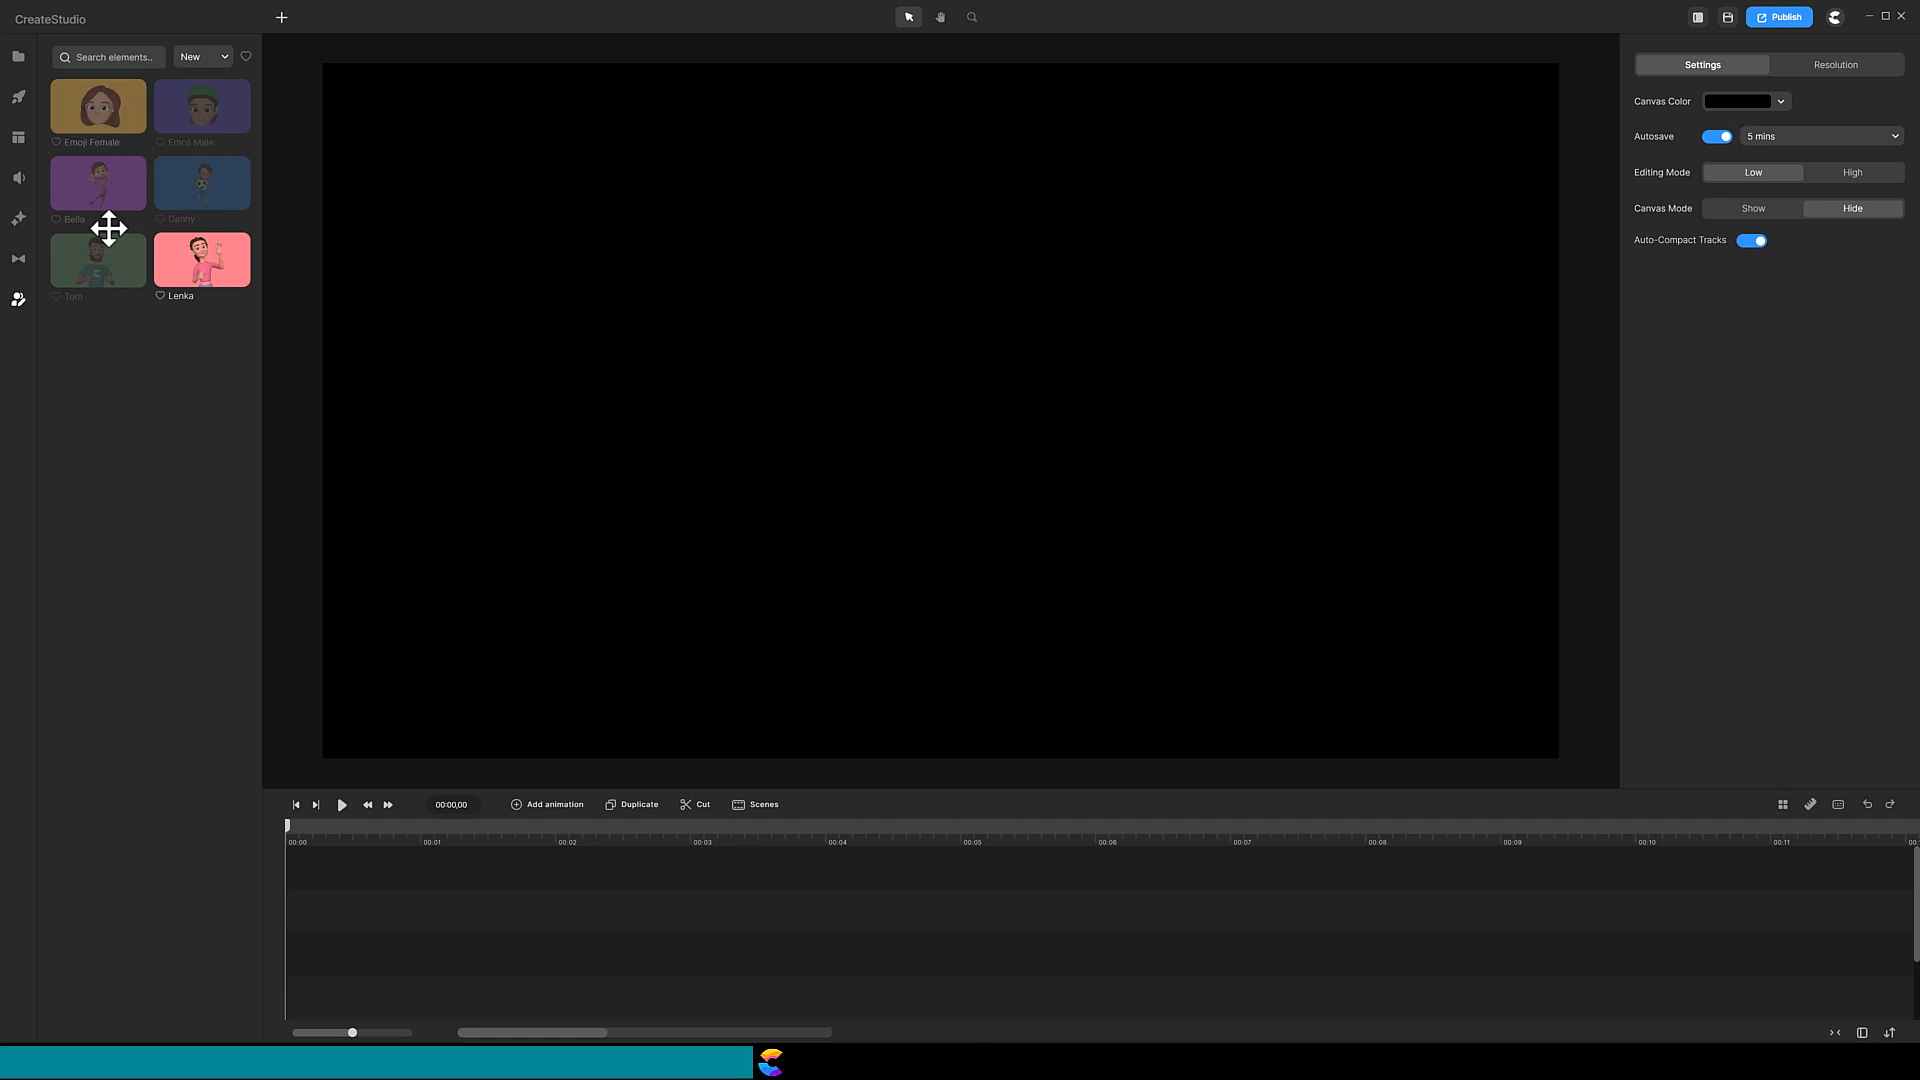 CreateStudio
Publish
Search elements..
New
Emoji Female
Emoji Male
Bella
Danny
Tom
Lenka
Settings
Resolution
Canvas Color
Autosave
5 mins
Editing Mode
Low
High
Canvas Mode
Show
Hide
Auto-Compact Tracks
00:00,00
Add animation
Duplicate
Cut
Scenes
00:00
00:01
00:02
00:03
00:04
00:05
00:06
00:07
00:08
00:09
00:10
00:11
00: